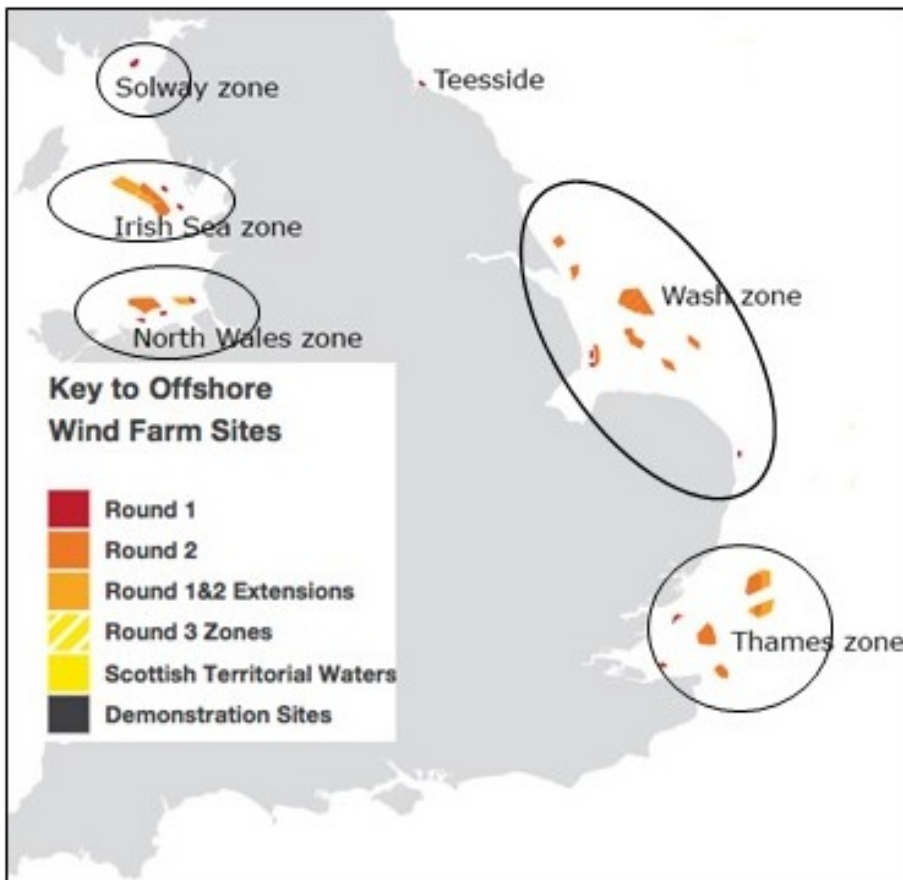 Solway zone
Teesside
Irish Sea zone
Wash zone
North Wales zone
Key to Offshore
Wind Farm Sites
Round 1
Round 2
Round 1&2 Extensions
Round 3 Zones
Scottish Territorial Waters
Demonstration Sites
Thames zone